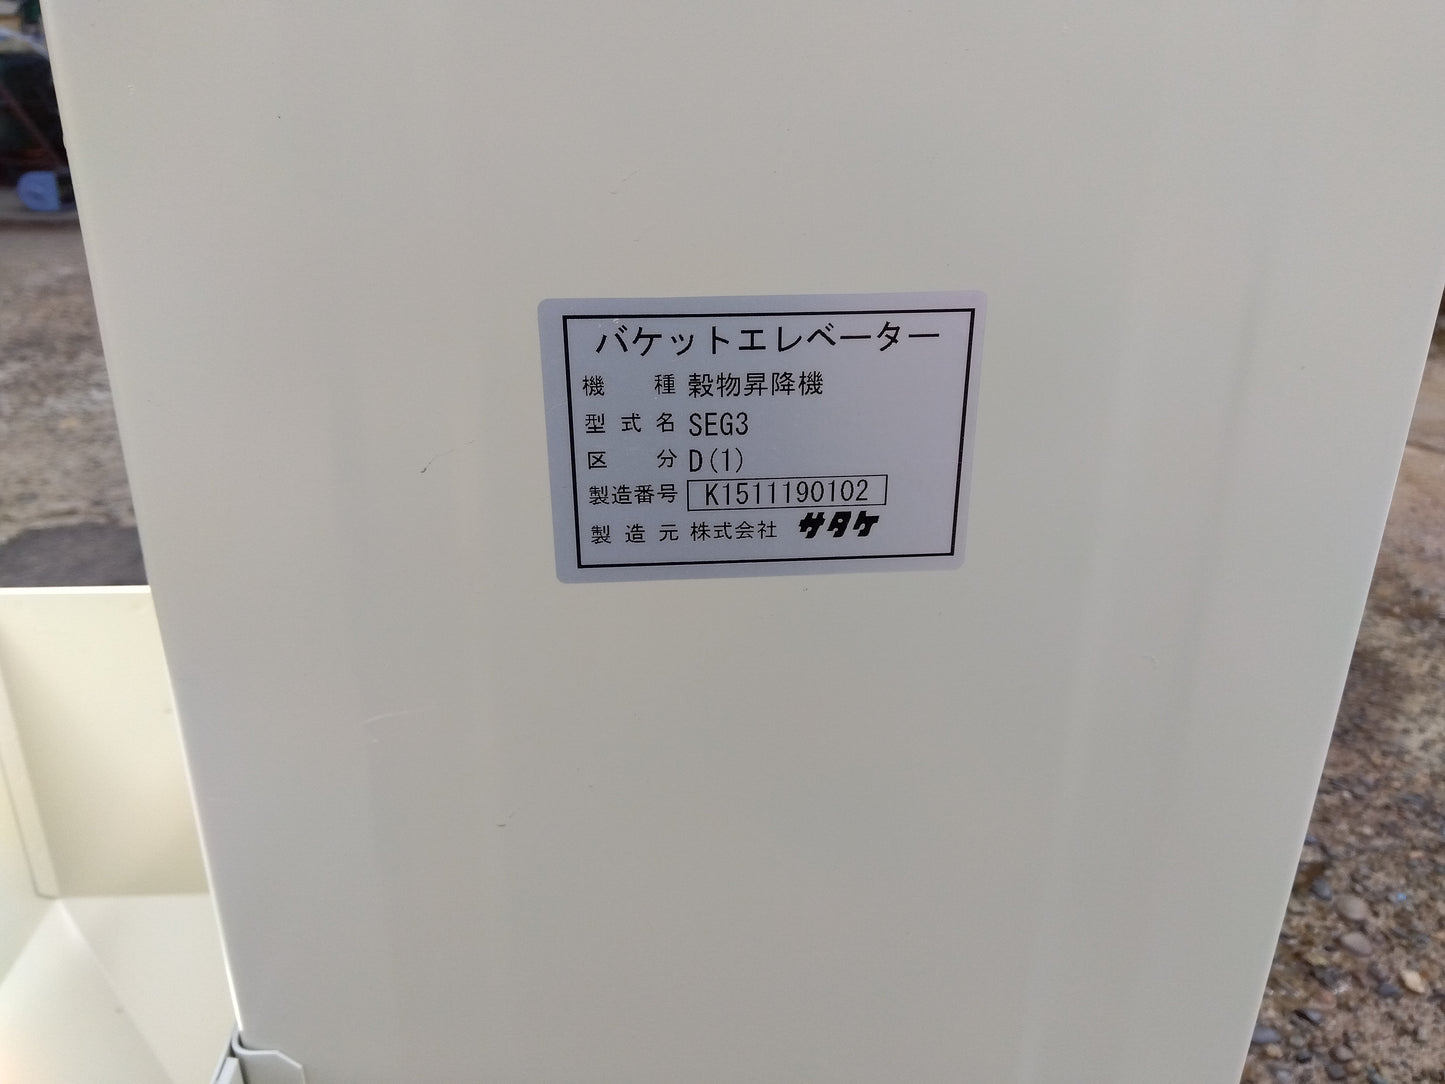 バケットエレベーター
機種 穀物昇降機
型式名 SEG3
区分 D(1)
製造番号 K1511190102
製造元 株式会社 サタケ